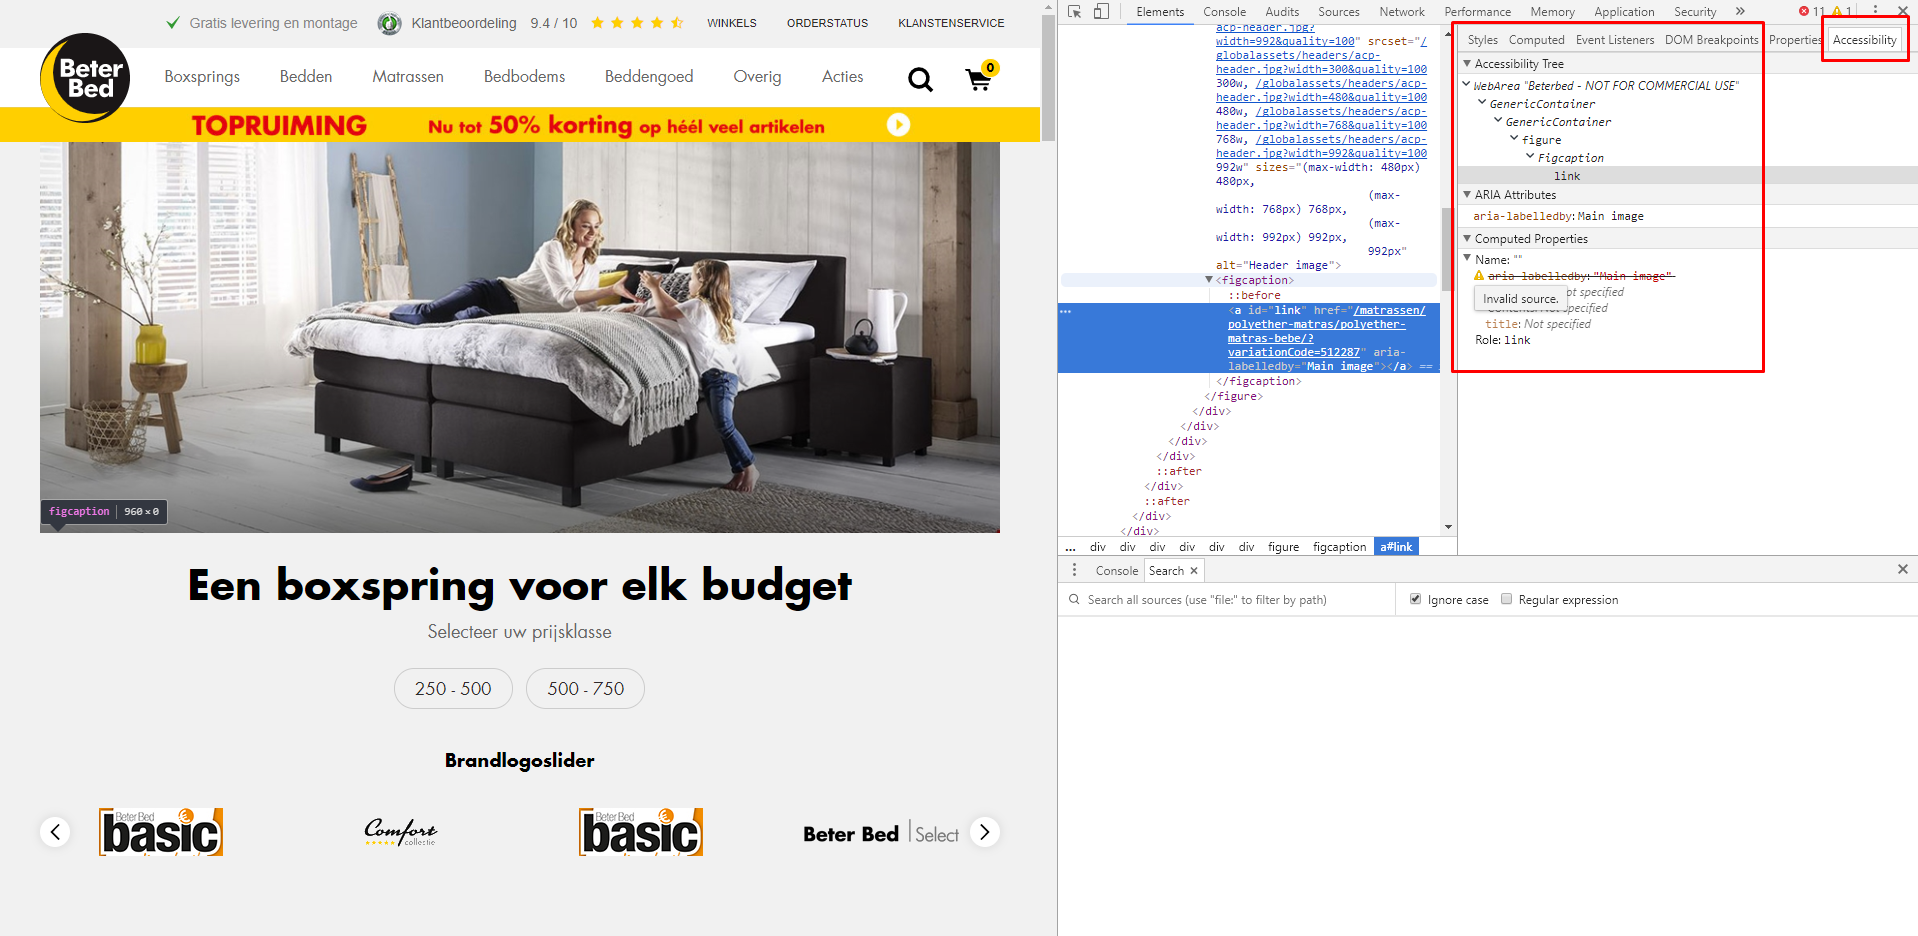 Gratis levering en montage
Klantbeoordeling 9.4 / 10
WINKELS
ORDERSTATUS
KLANSTENSERVICE
Beter
Bed
Boxsprings
Bedden
Matrassen
Bedbodems
Beddengoed
Overig
Acties
0
TOPRUIMING Nu tot 50% korting op héél veel artikelen
figcaption 960 × 0
Een boxspring voor elk budget
Selecteer uw prijsklasse
250 - 500
500 - 750
Brandlogoslider
Beter Bed
basic
Comfort
collectie
Beter Bed
basic
Beter Bed Select
Elements Console Audits Sources Network Performance Memory Application Security » 11 1
acp-header.jpg?
width=992&quality=100" srcset="/
globalassets/headers/acp-
header.jpg?width=300&quality=100
300w, /globalassets/headers/acp-
header.jpg?width=480&quality=100
480w, /globalassets/headers/acp-
header.jpg?width=768&quality=100
768w, /globalassets/headers/acp-
header.jpg?width=992&quality=100
992w" sizes="(max-width: 480px)
480px,
(max-
width: 768px) 768px,
(max-
width: 992px) 992px,
992px"
alt="Header image">
<figcaption>
::before
<a id="link" href="/matrassen/
polyether-matras/polyether-
matras-bebe/?
variationCode=512287" aria-
labelledby="Main image"></a> ==
</figcaption>
</figure>
</div>
</div>
</div>
</div>
::after
</div>
::after
</div>
</div>
... div div div div div div figure figcaption a#link
Styles Computed Event Listeners DOM Breakpoints Properties Accessibility
Accessibility Tree
WebArea "Beterbed - NOT FOR COMMERCIAL USE"
GenericContainer
GenericContainer
figure
Figcaption
link
ARIA Attributes
aria-labelledby: Main image
Computed Properties
Name: ""
aria-labelledby: "Main image"
Invalid source.
not specified
Contents: Not specified
title: Not specified
Role: link
Console Search ×
Search all sources (use "file:" to filter by path)
Ignore case
Regular expression